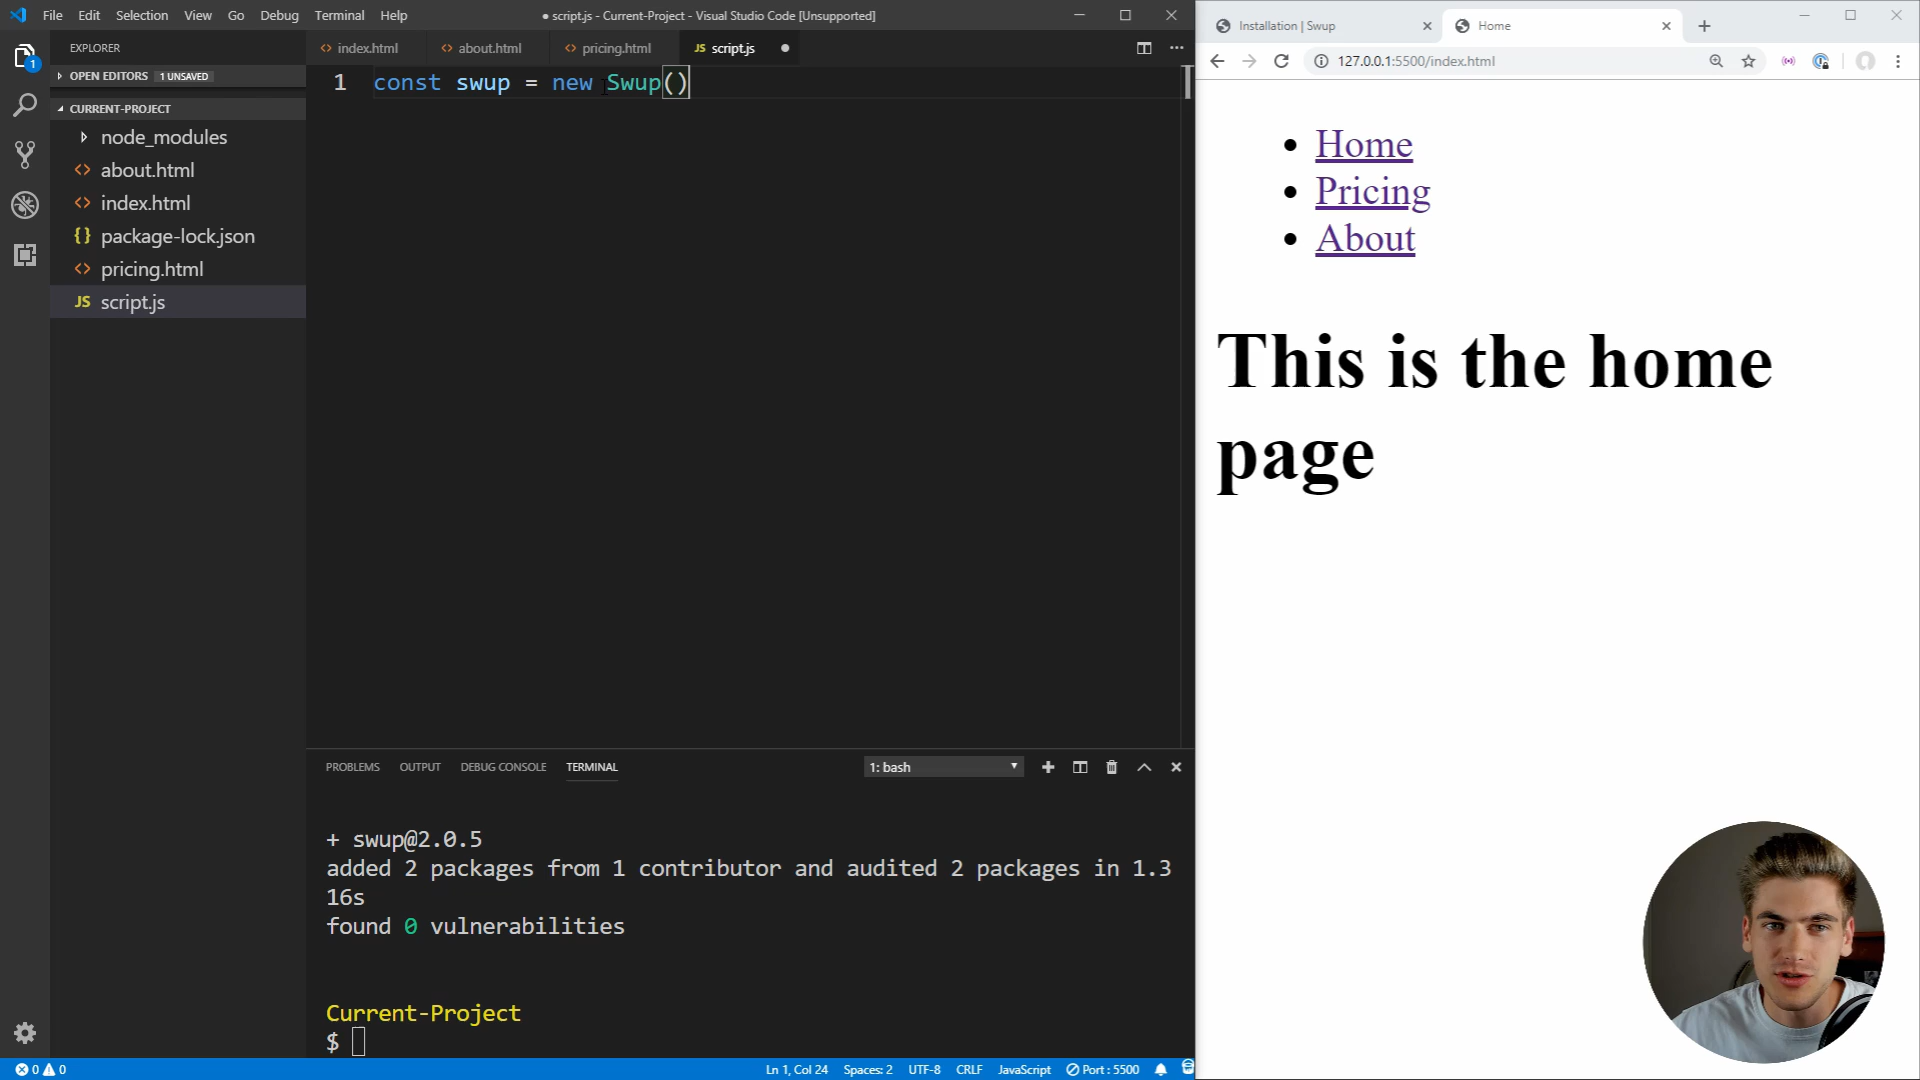 File Edit Selection View Go Debug Terminal Help
● script.js - Current-Project - Visual Studio Code [Unsupported]
EXPLORER
OPEN EDITORS 1 UNSAVED
CURRENT-PROJECT
node_modules
about.html
index.html
package-lock.json
pricing.html
JS script.js
1
index.html about.html pricing.html JS script.js
1 const swup = new Swup()
PROBLEMS OUTPUT DEBUG CONSOLE TERMINAL 1: bash
+ swup@2.0.5
added 2 packages from 1 contributor and audited 2 packages in 1.3
16s
found 0 vulnerabilities
Current-Project
$
0 0 Ln 1, Col 24 Spaces: 2 UTF-8 CRLF JavaScript Port : 5500
Installation | Swup Home
127.0.0.1:5500/index.html
• Home
• Pricing
• About
This is the home
page